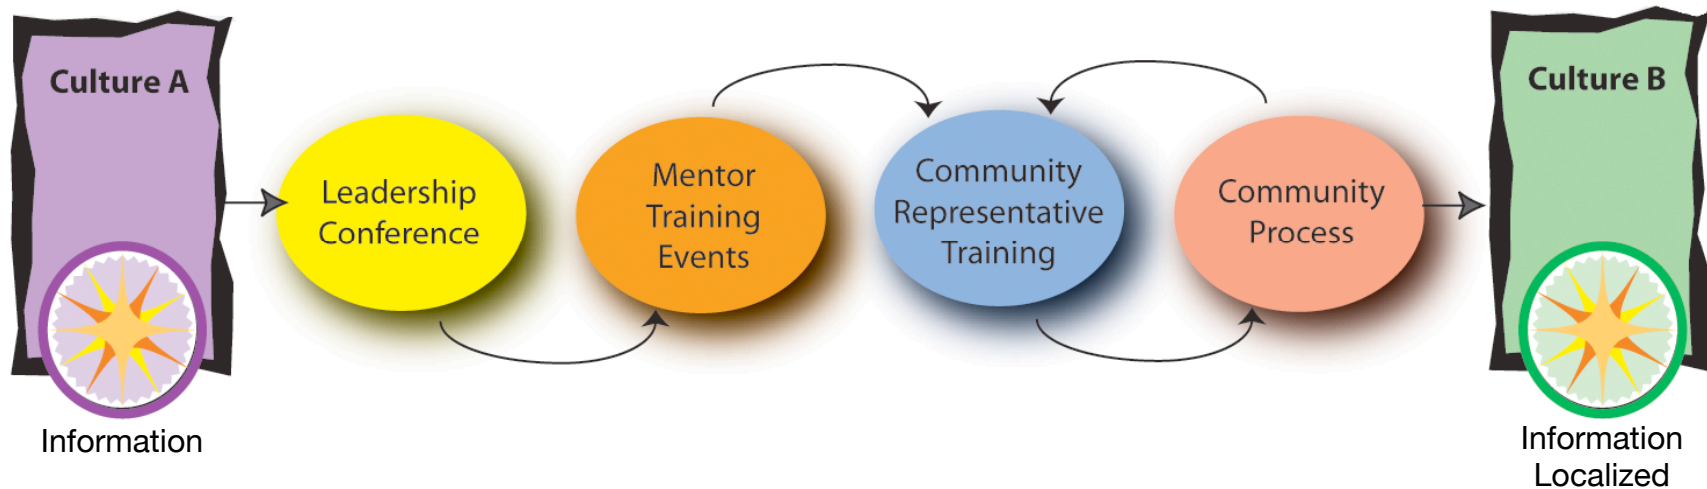 Culture A
Information
Leadership
Conference
Mentor
Training
Events
Community
Representative
Training
Community
Process
Culture B
Information
Localized